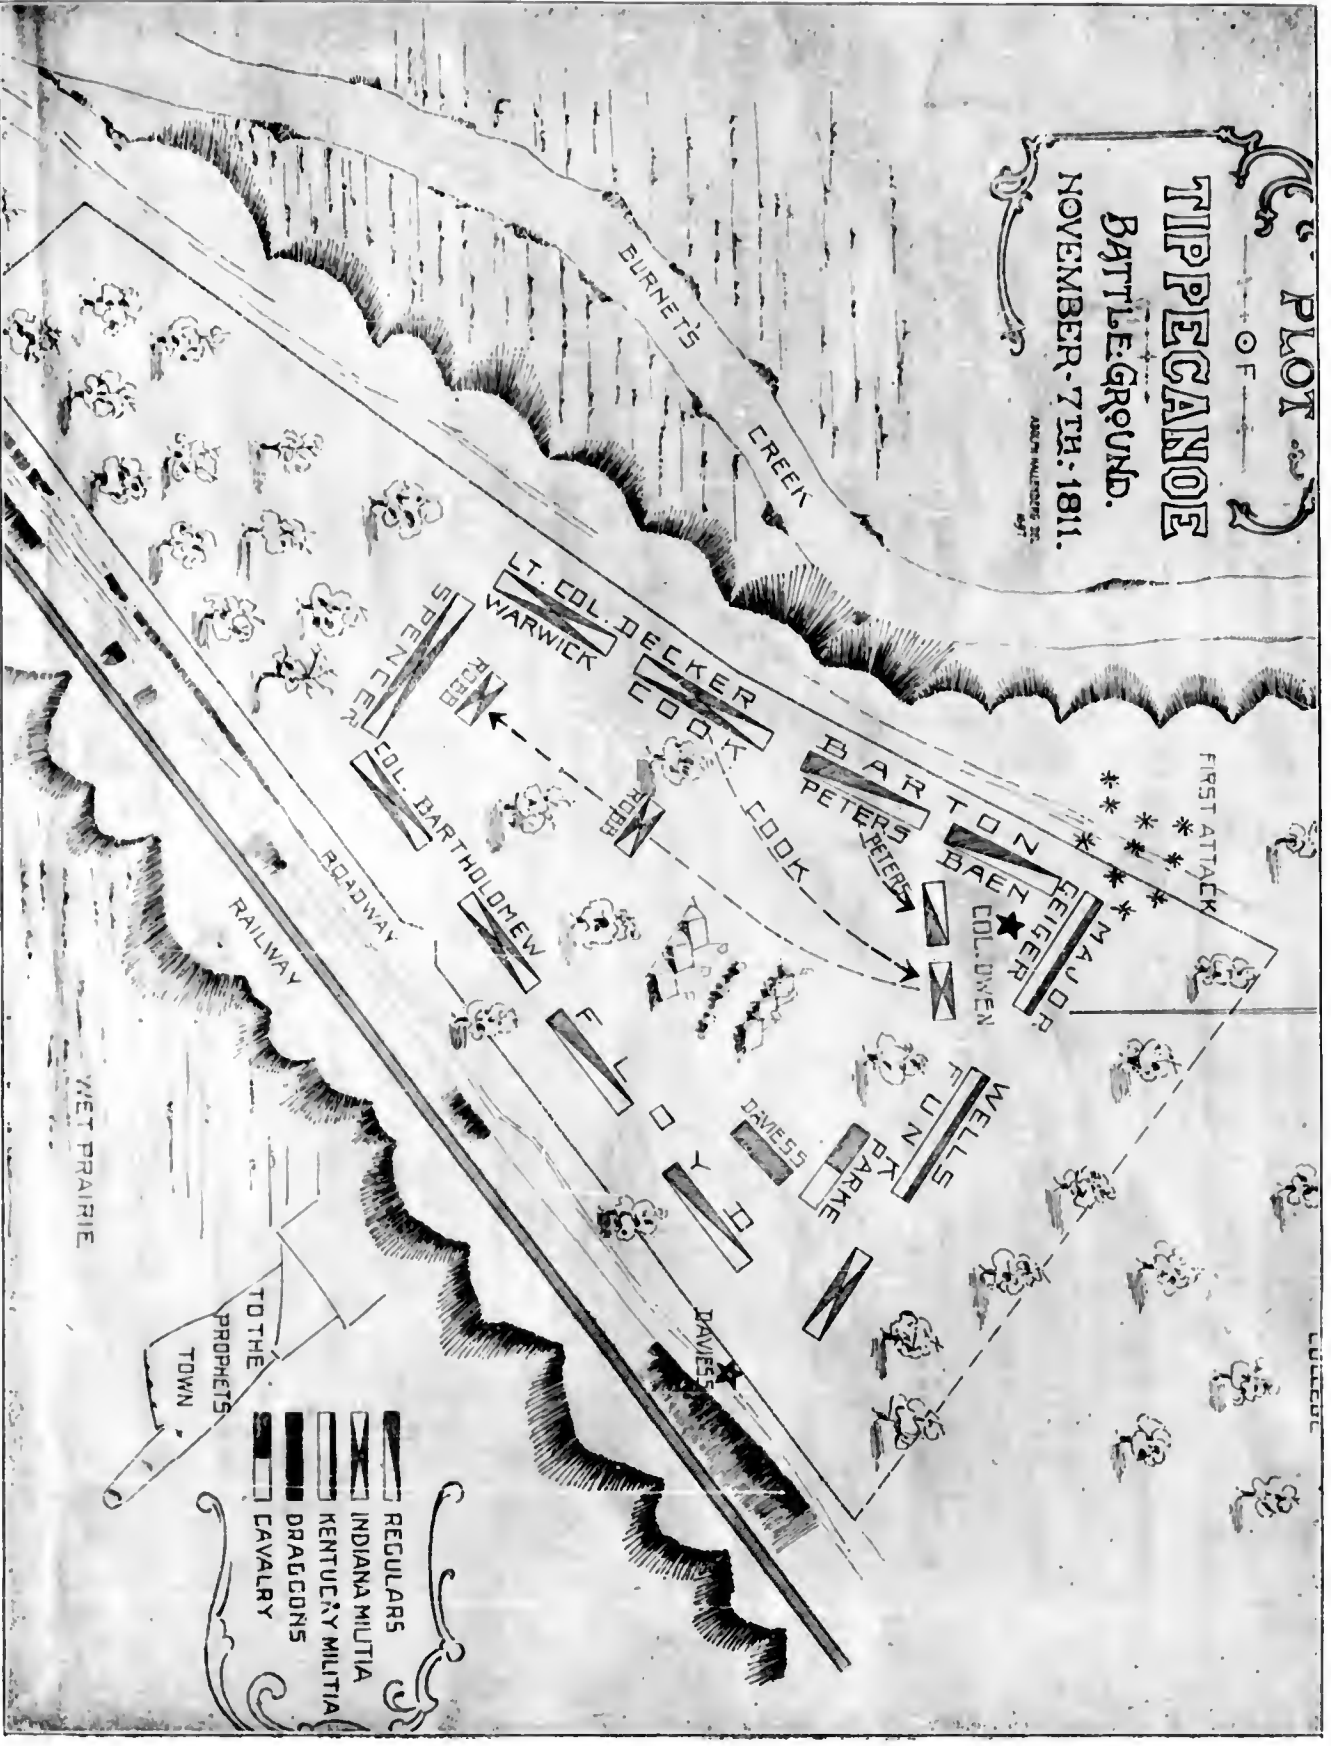 PLOT
OF
TIPPECANOE
BATTLE:GROUND.
NOVEMBER-7TH:-1811.
BURNET'S
CREEK
FIRST ATTACK
LT. COL. DECKER
WARWICK
COOK
SPENCER
ROBB
ROBB
COOK
BARTON
PETERS
PETERS
BAEN
GEIGER
MAJOR
COL. OWEN
WELLS
FUNK
PARKE
DAVIESS
COL. BARTHOLOMEW
FLOYD
DAVIESS
ROADWAY
RAILWAY
WET PRAIRIE
TO THE
PROPHETS
TOWN
REGULARS
INDIANA MILITIA
KENTUCKY MILITIA
DRAGOONS
CAVALRY